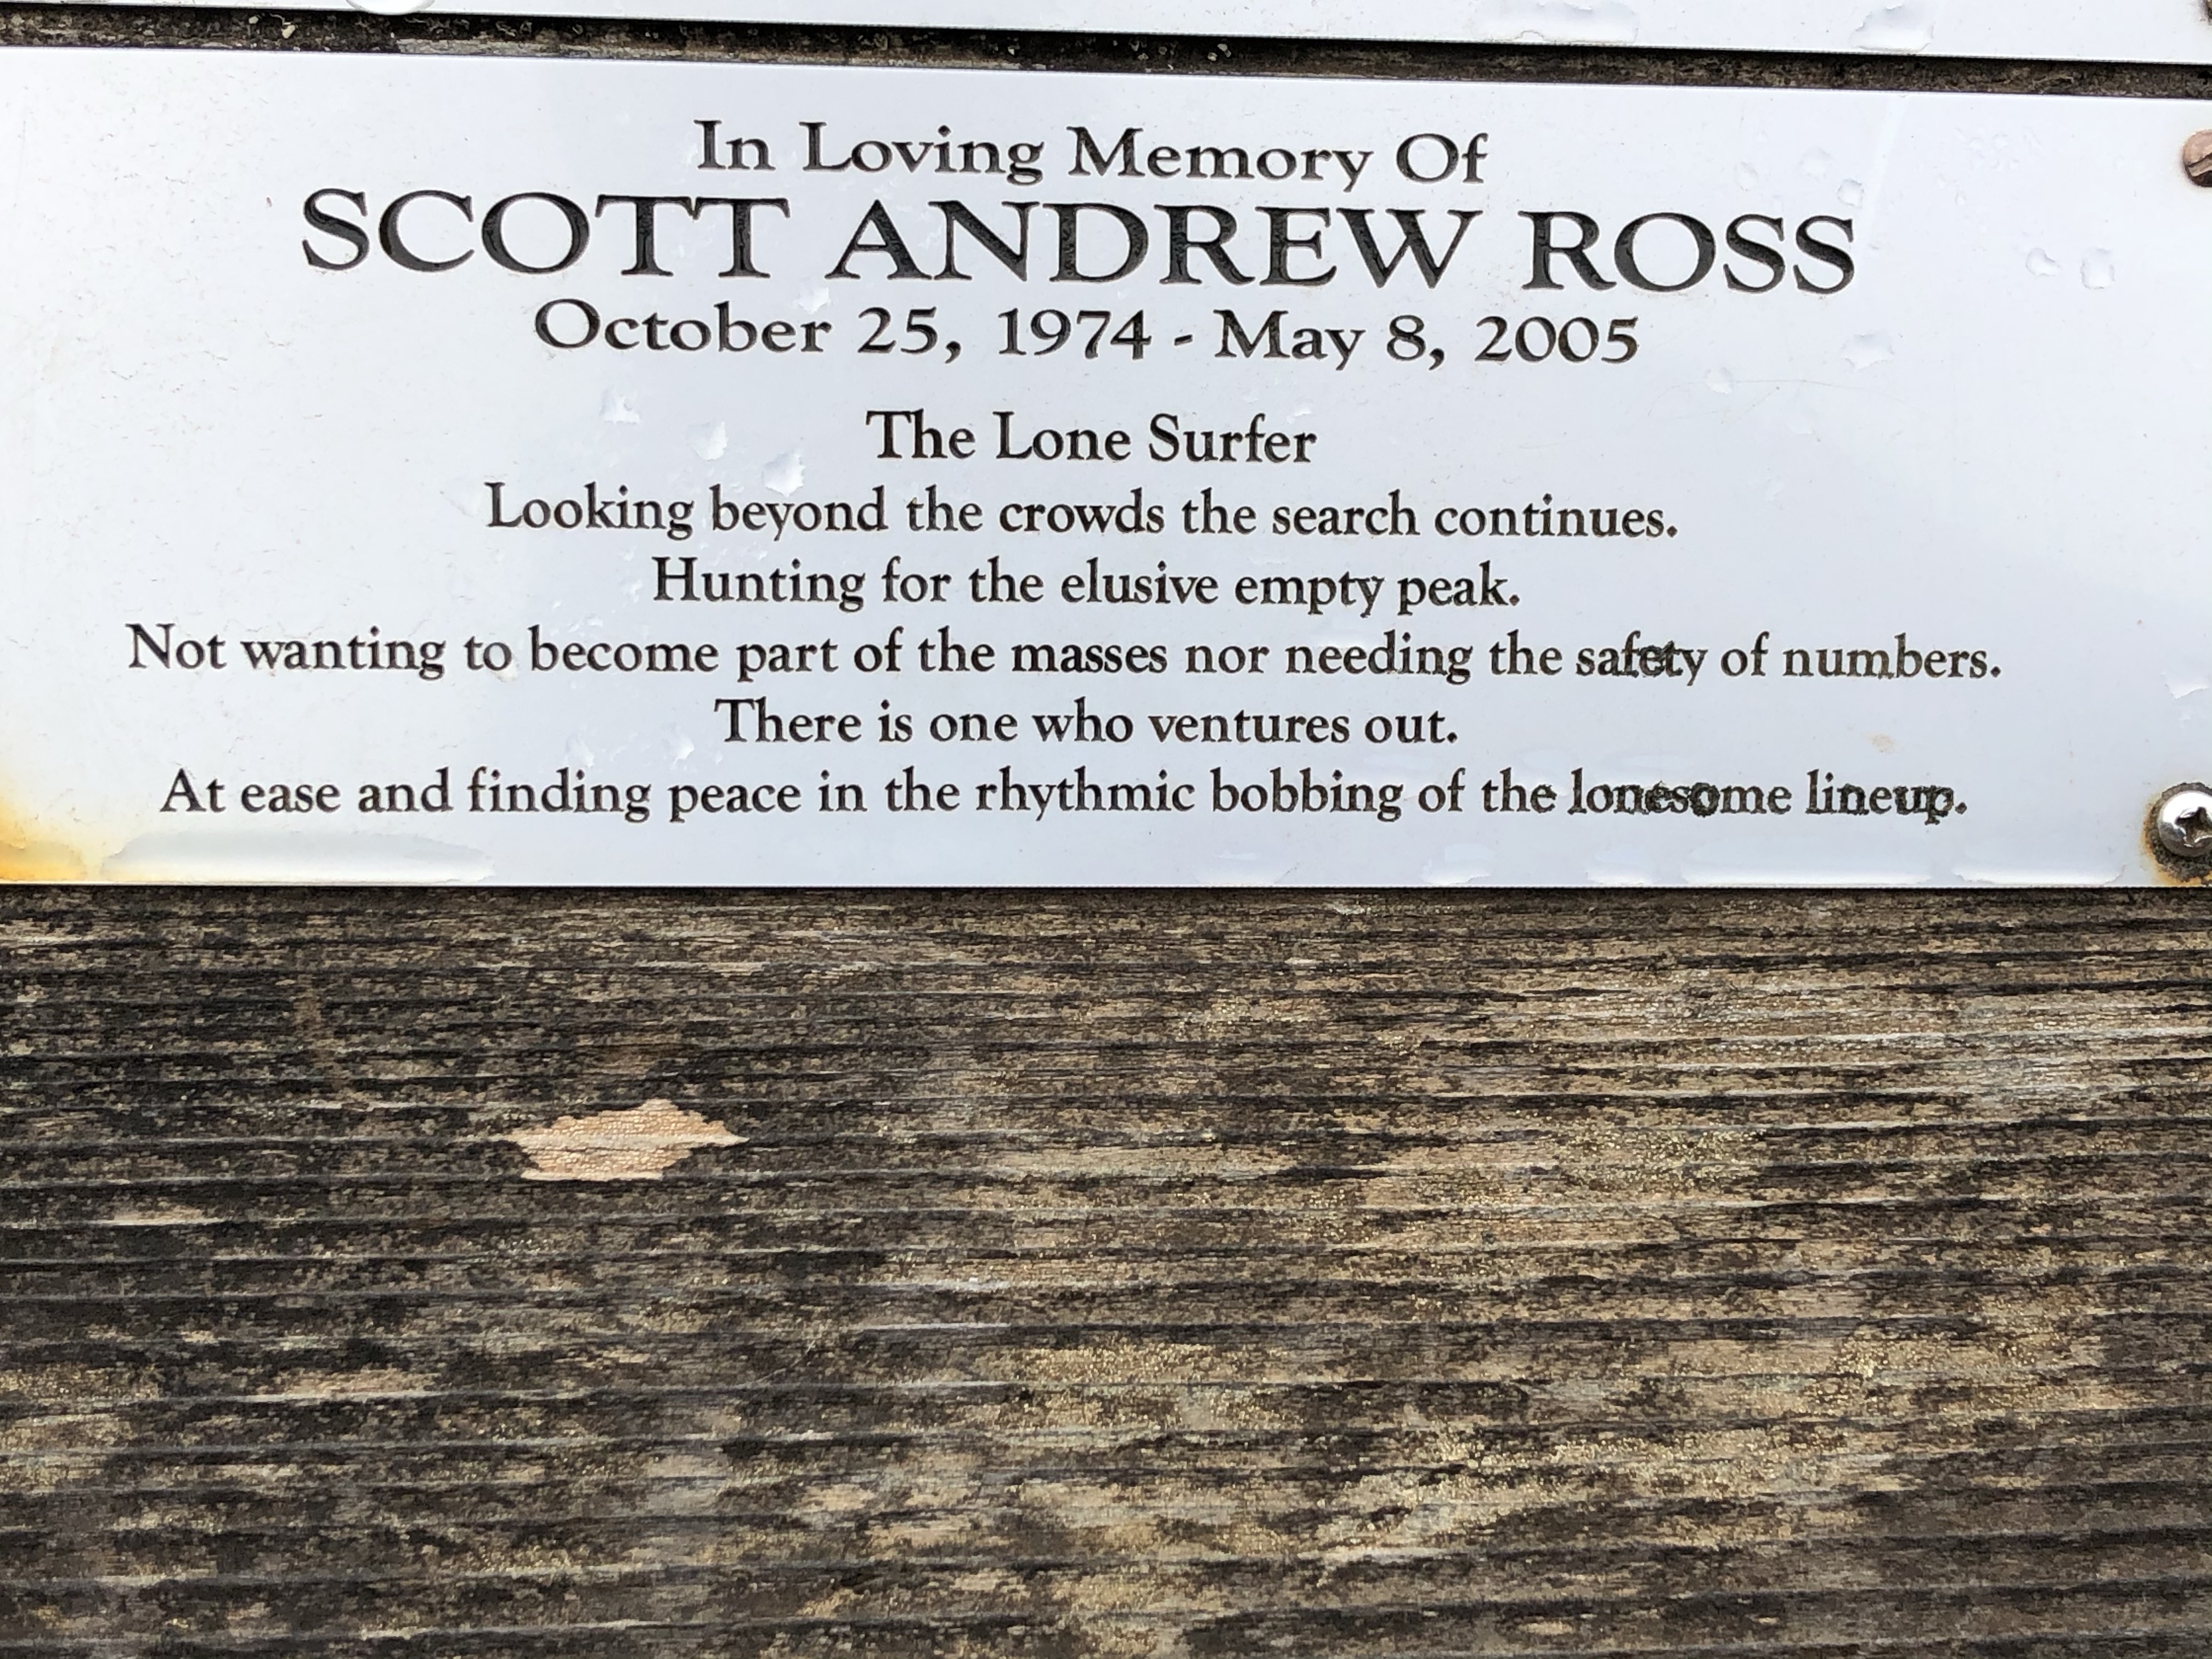 In Loving Memory Of
SCOTT ANDREW ROSS
October 25, 1974 - May 8, 2005
The Lone Surfer
Looking beyond the crowds the search continues.
Hunting for the elusive empty peak.
Not wanting to become part of the masses nor needing the safety of numbers.
There is one who ventures out.
At ease and finding peace in the rhythmic bobbing of the lonesome lineup.